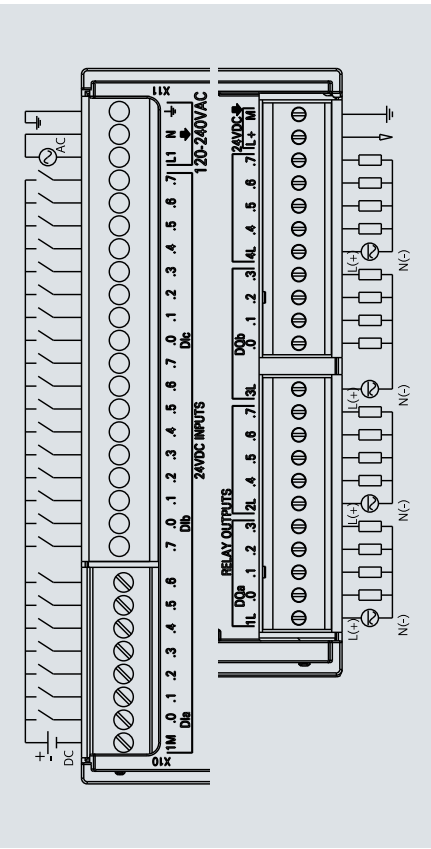 + -
DC
AC
X10
X11
1M .0 .1 .2 .3 .4 .5 .6 .7 .0 .1 .2 .3 .4 .5 .6 .7 .0 .1 .2 .3 .4 .5 .6 .7 L1 N
DIa DIb DIc
24VDC INPUTS 120-240VAC
RELAY OUTPUTS
DQa DQb 24VDC
1L .0 .1 .2 .3 2L .4 .5 .6 .7 3L .0 .1 .2 .3 4L .4 .5 .6 .7 L+ M
L(+) L(+) L(+) L(+)
N(-) N(-) N(-) N(-)